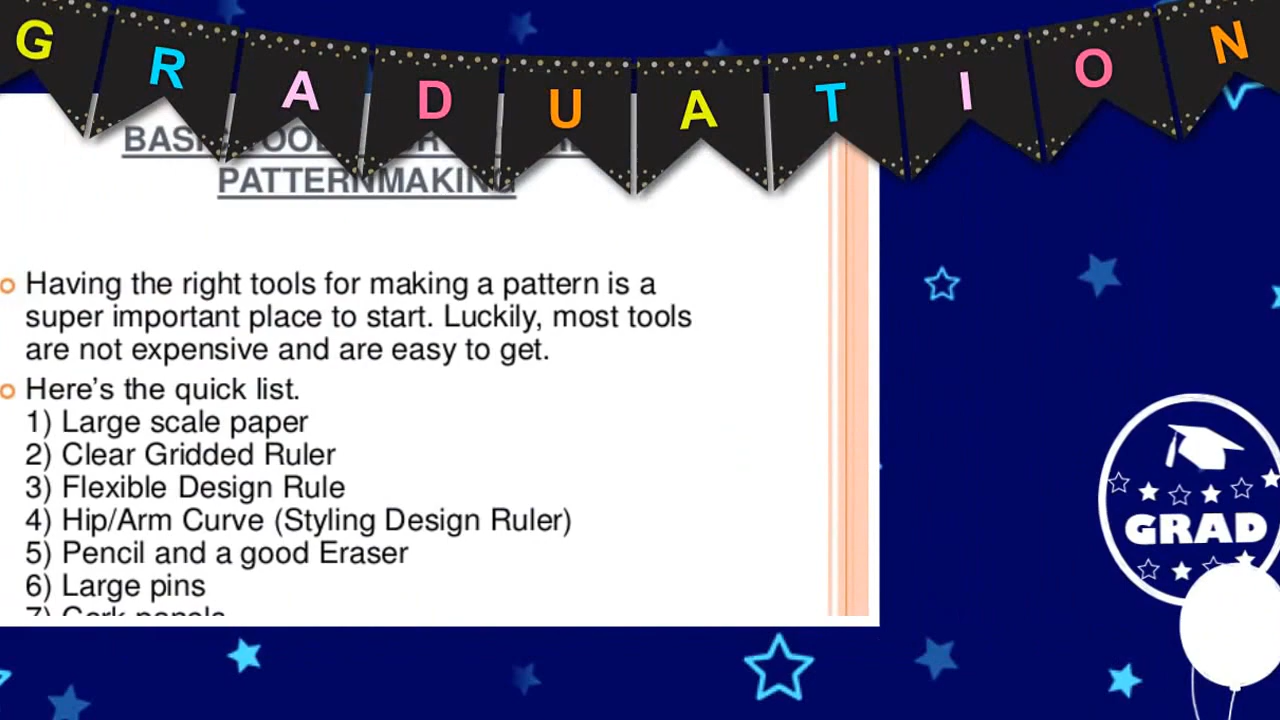 GRADUATION
PATTERNMAKING
Having the right tools for making a pattern is a
super important place to start. Luckily, most tools
are not expensive and are easy to get.
Here's the quick list.
1) Large scale paper
2) Clear Gridded Ruler
3) Flexible Design Rule
4) Hip/Arm Curve (Styling Design Ruler)
5) Pencil and a good Eraser
6) Large pins
GRAD